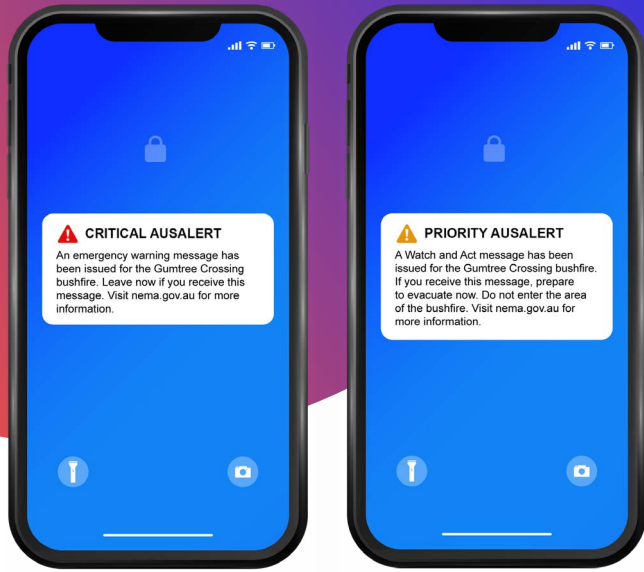 CRITICAL AUSALERT
An emergency warning message has
been issued for the Gumtree Crossing
bushfire. Leave now if you receive this
message. Visit nema.gov.au for more
information.
PRIORITY AUSALERT
A Watch and Act message has been
issued for the Gumtree Crossing bushfire.
If you receive this message, prepare
to evacuate now. Do not enter the area
of the bushfire. Visit nema.gov.au for
more information.